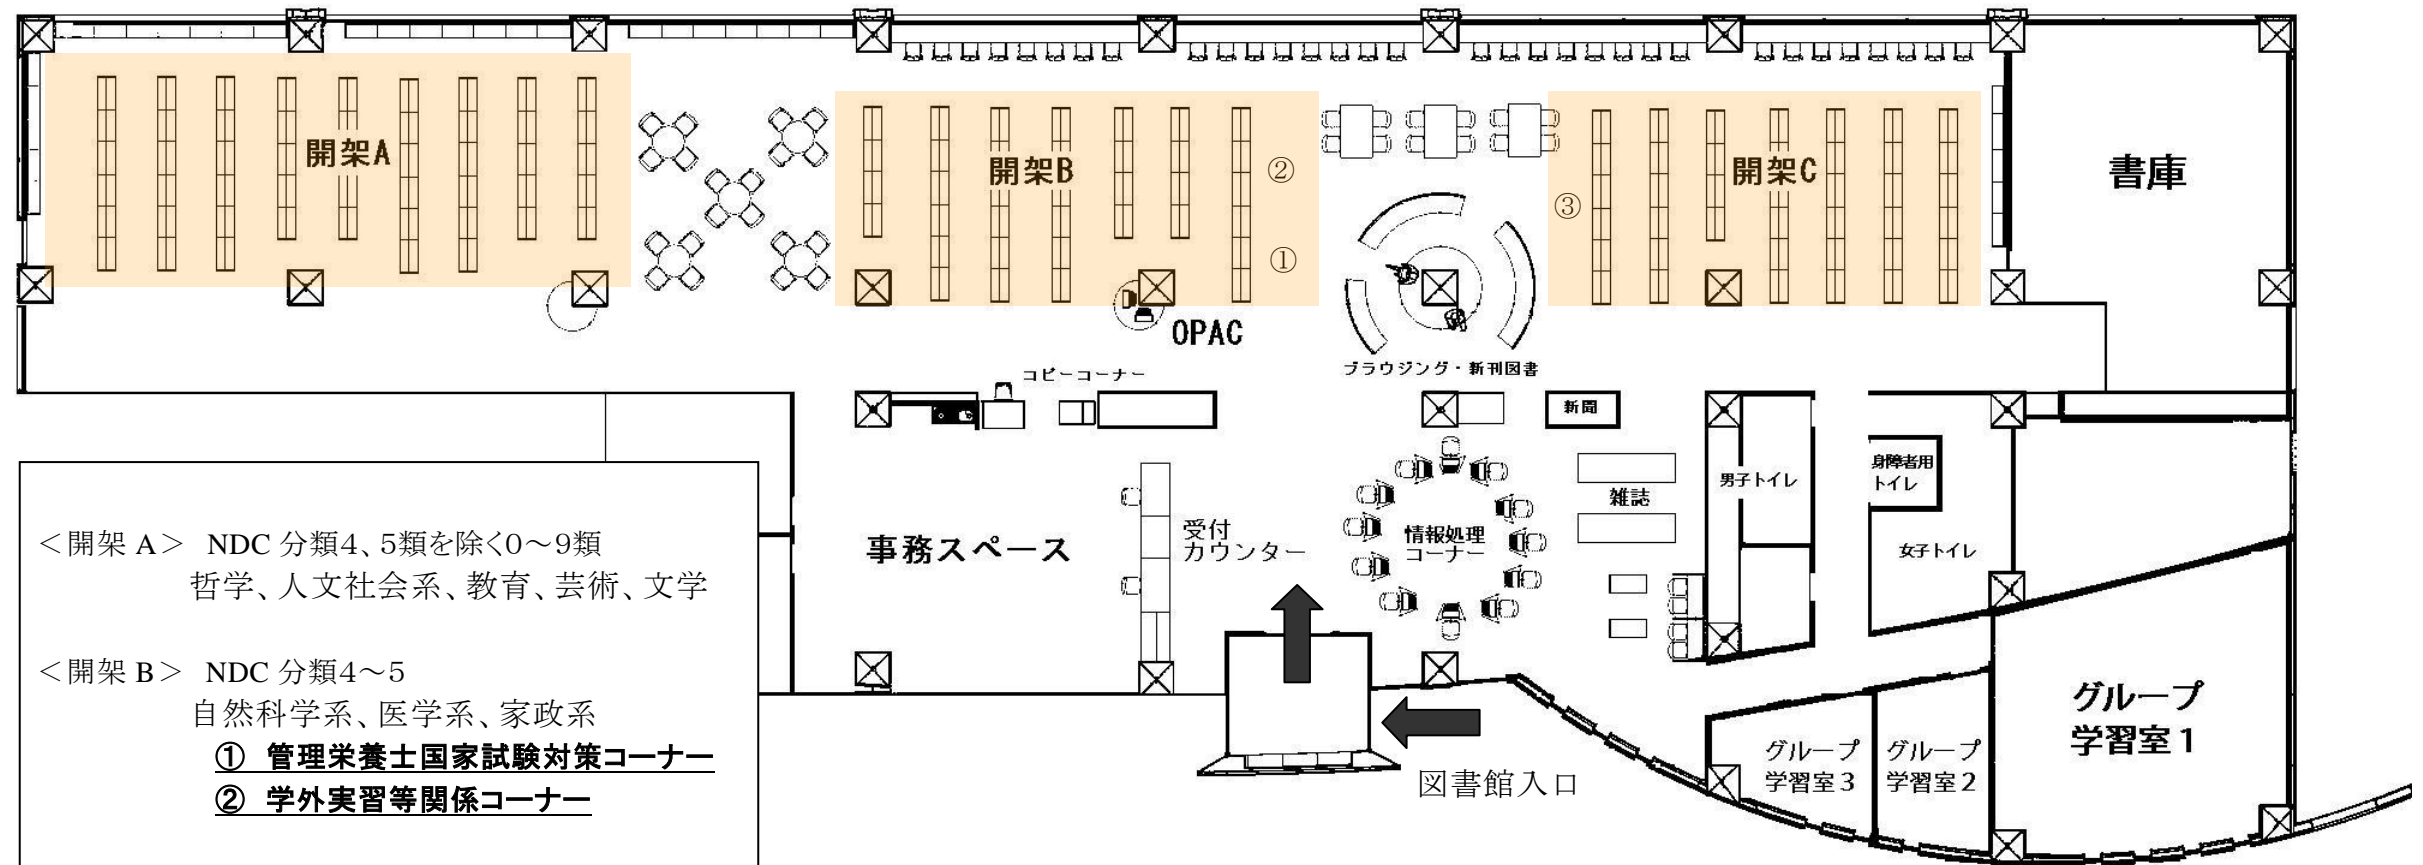 開架A
開架B
②
①
開架C
③
書庫
OPAC
コピーコーナー
ブラウジング・新刊図書
新聞
雑誌
男子トイレ
身障者用
トイレ
女子トイレ
事務スペース
受付
カウンター
情報処理
コーナー
グループ
学習室1
グループ
学習室2
グループ
学習室3
図書館入口
＜開架 A＞ NDC 分類4、5類を除く0～9類
哲学、人文社会系、教育、芸術、文学
＜開架 B＞ NDC 分類4～5
自然科学系、医学系、家政系
① 管理栄養士国家試験対策コーナー
② 学外実習等関係コーナー